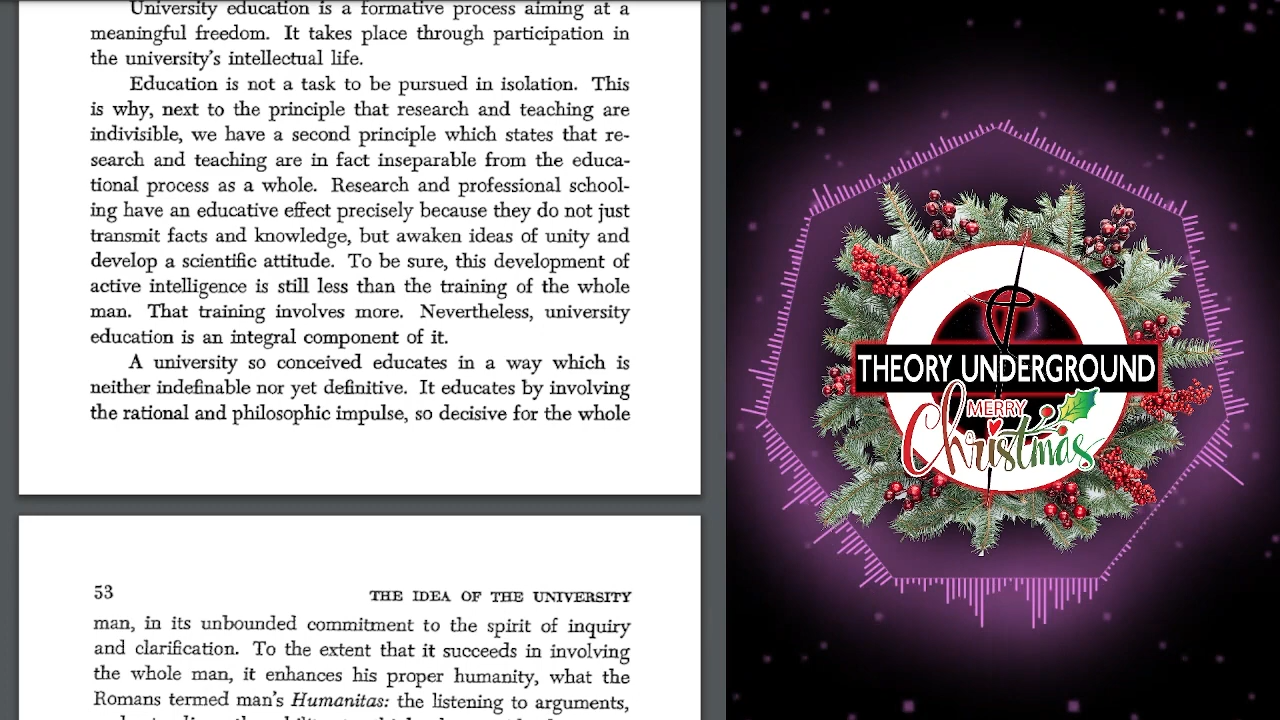 University education is a formative process aiming at a
meaningful freedom. It takes place through participation in
the university's intellectual life.
Education is not a task to be pursued in isolation. This
is why, next to the principle that research and teaching are
indivisible, we have a second principle which states that re-
search and teaching are in fact inseparable from the educa-
tional process as a whole. Research and professional school-
ing have an educative effect precisely because they do not just
transmit facts and knowledge, but awaken ideas of unity and
develop a scientific attitude. To be sure, this development of
active intelligence is still less than the training of the whole
man. That training involves more. Nevertheless, university
education is an integral component of it.
A university so conceived educates in a way which is
neither indefinable nor yet definitive. It educates by involving
the rational and philosophic impulse, so decisive for the whole
53 THE IDEA OF THE UNIVERSITY
man, in its unbounded commitment to the spirit of inquiry
and clarification. To the extent that it succeeds in involving
the whole man, it enhances his proper humanity, what the
Romans termed man's Humanitas: the listening to arguments,
THEORY UNDERGROUND
MERRY
Christmas